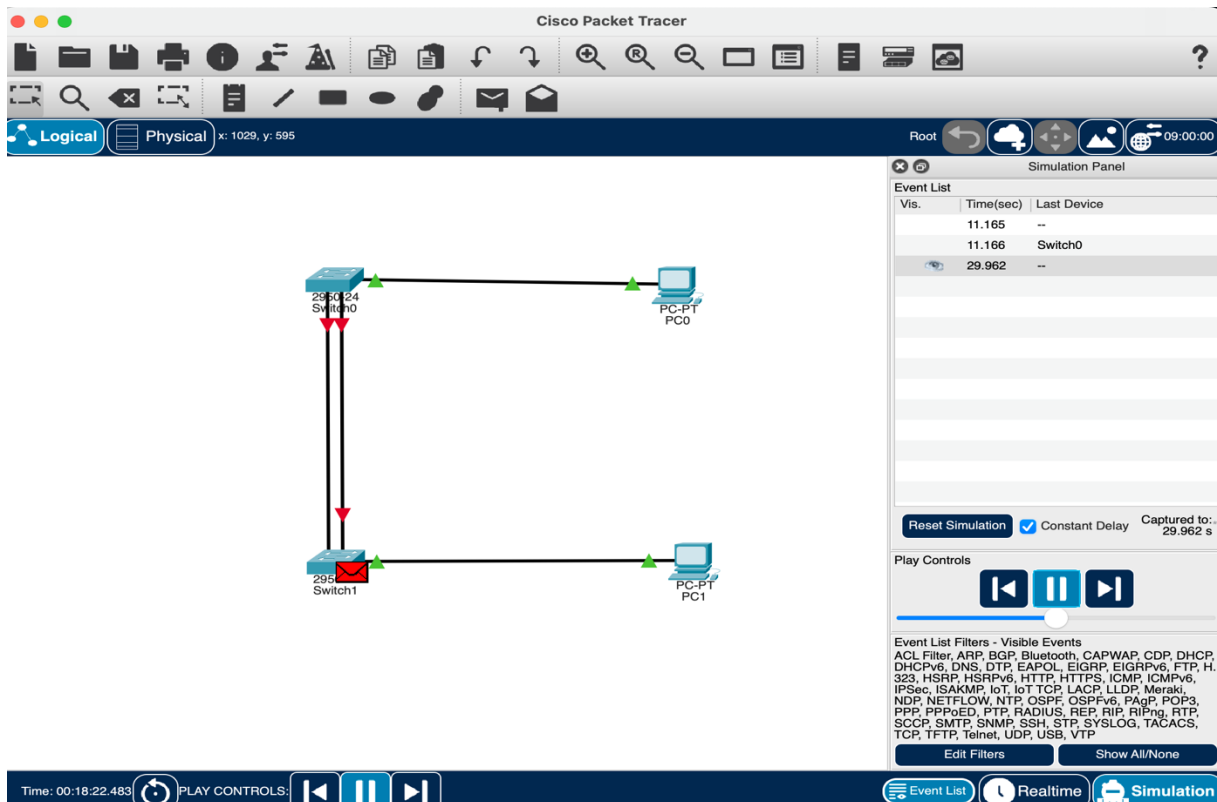 Cisco Packet Tracer
Logical
Physical
x: 1029, y: 595
Root
09:00:00
Simulation Panel
Event List
Vis.
Time(sec)
Last Device
11.165
--
11.166
Switch0
29.962
--
2950-24
Switch0
PC-PT
PC0
295
Switch1
PC-PT
PC1
Reset Simulation
Constant Delay
Captured to:
29.962 s
Play Controls
Event List Filters - Visible Events
ACL Filter, ARP, BGP, Bluetooth, CAPWAP, CDP, DHCP,
DHCPv6, DNS, DTP, EAPOL, EIGRP, EIGRPv6, FTP, H.
323, HSRP, HSRPv6, HTTP, HTTPS, ICMP, ICMPv6,
IPSec, ISAKMP, IoT, IoT TCP, LACP, LLDP, Meraki,
NDP, NETFLOW, NTP, OSPF, OSPFv6, PAgP, POP3,
PPP, PPPoED, PTP, RADIUS, REP, RIP, RIPng, RTP,
SCCP, SMTP, SNMP, SSH, STP, SYSLOG, TACACS,
TCP, TFTP, Telnet, UDP, USB, VTP
Edit Filters
Show All/None
Time: 00:18:22.483
PLAY CONTROLS:
Event List
Realtime
Simulation